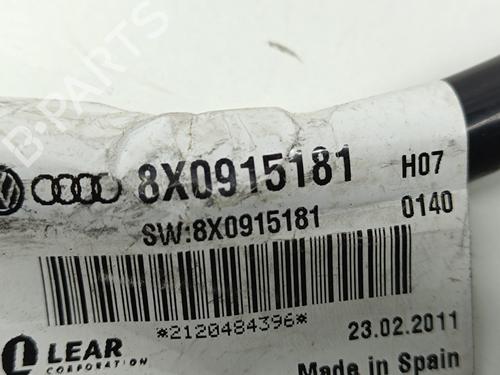 B-PARTS
8X0915181 H07
SW:8X0915181 0140
*2120484396* 23.02.2011
LEAR
CORPORATION
Made in Spain